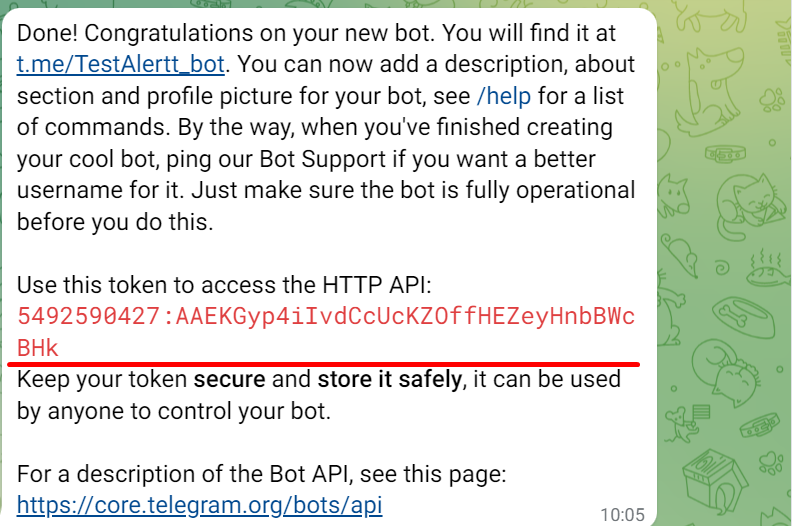 Done! Congratulations on your new bot. You will find it at
t.me/TestAlertt_bot. You can now add a description, about
section and profile picture for your bot, see /help for a list
of commands. By the way, when you've finished creating
your cool bot, ping our Bot Support if you want a better
username for it. Just make sure the bot is fully operational
before you do this.
Use this token to access the HTTP API:
5492590427:AAEKGyp4iIvdCcUcKZOffHEZeyHnbBWc
BHk
Keep your token secure and store it safely, it can be used
by anyone to control your bot.
For a description of the Bot API, see this page:
https://core.telegram.org/bots/api
10:05